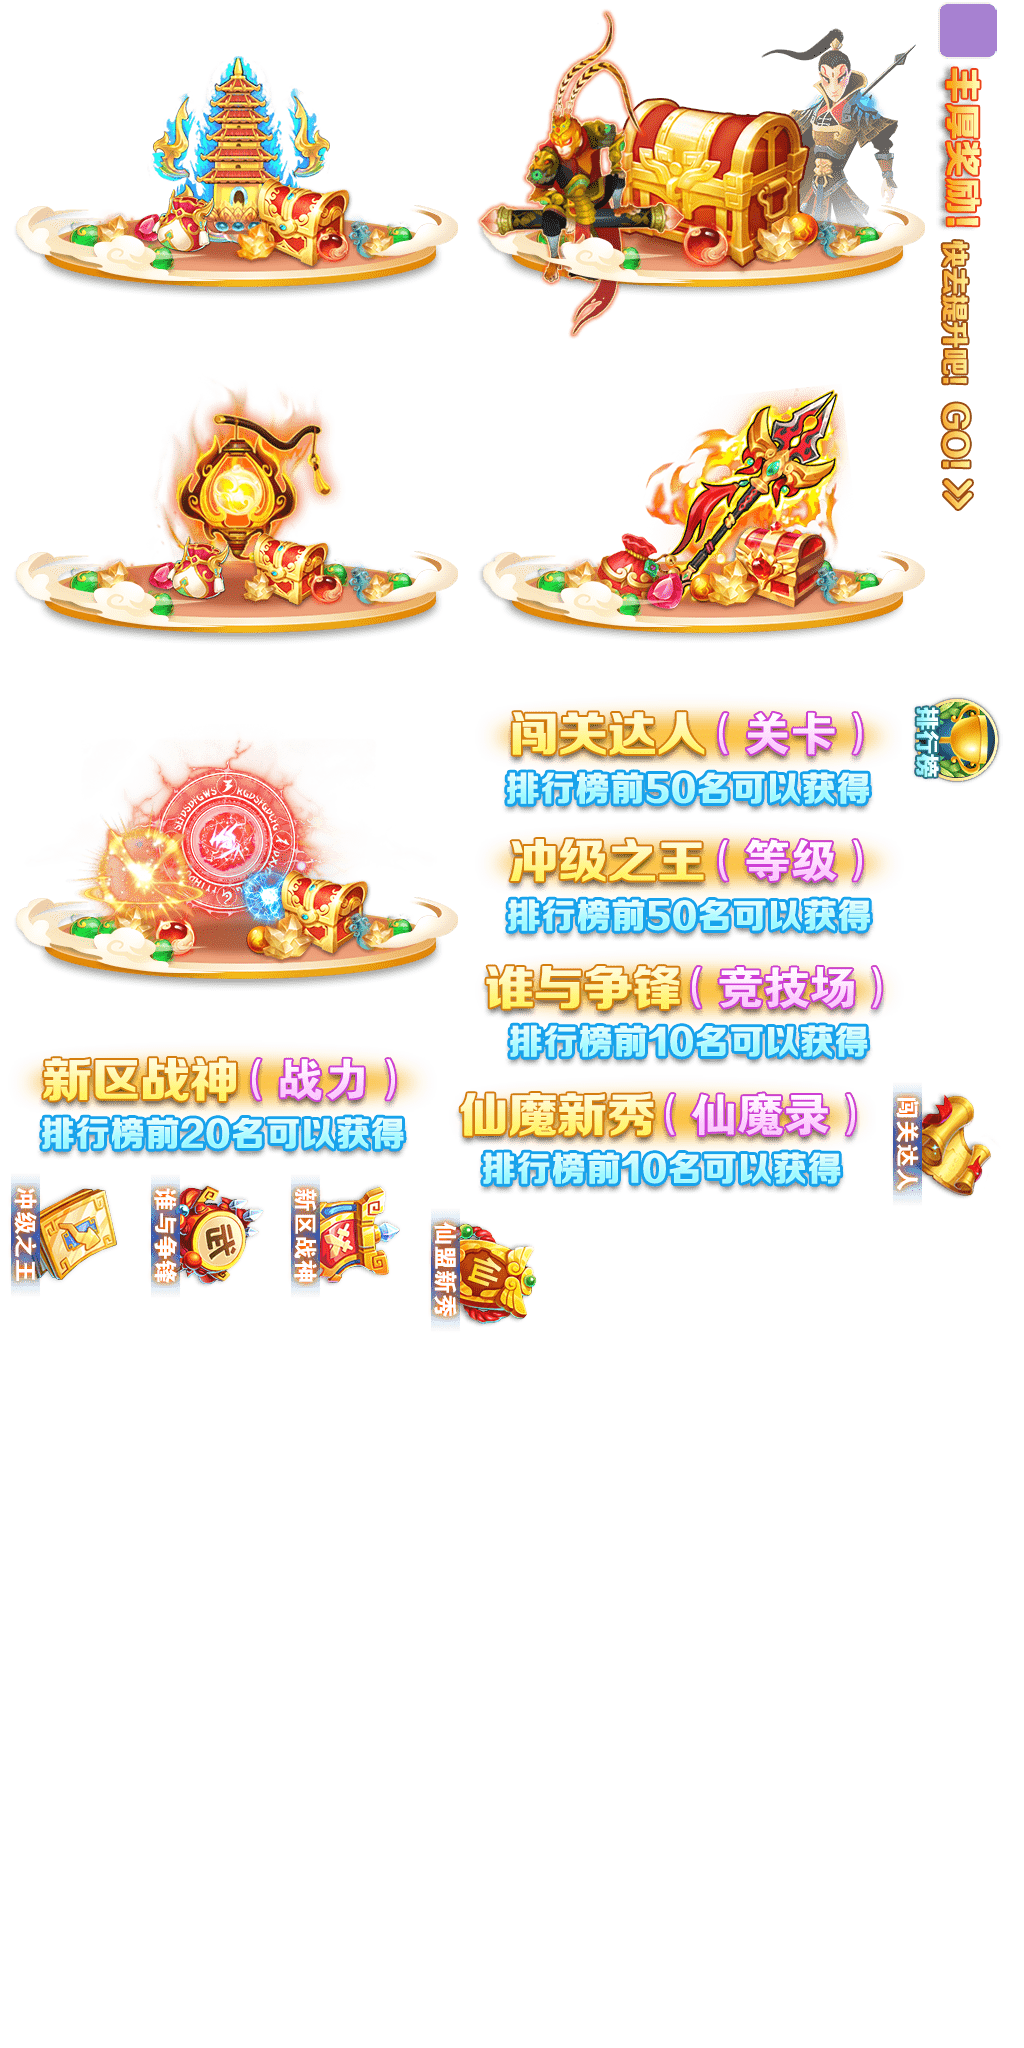 丰厚奖励!
快去提升吧! GO!
排行榜
闯关达人（关卡）
排行榜前50名可以获得
冲级之王（等级）
排行榜前50名可以获得
谁与争锋（竞技场）
排行榜前10名可以获得
新区战神（战力）
排行榜前20名可以获得
仙魔新秀（仙魔录）
排行榜前10名可以获得
闯关达人
冲级之王
谁与争锋
武
新区战神
仙盟新秀
仙